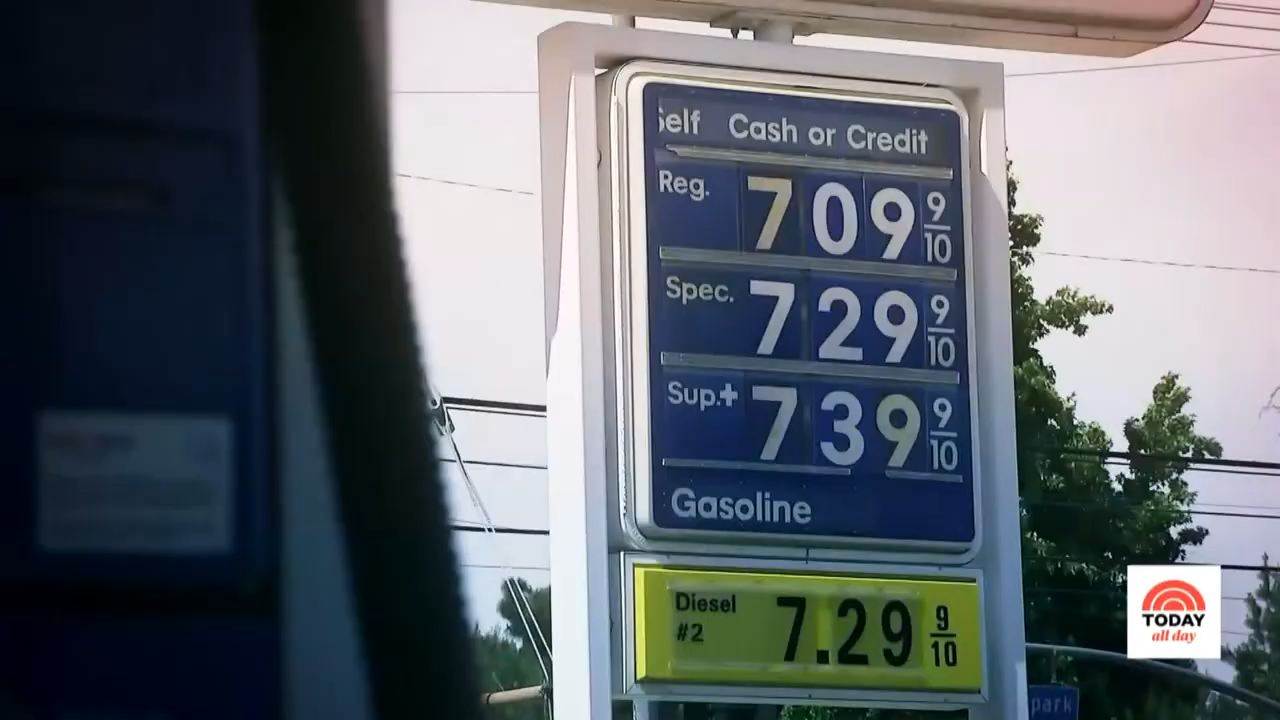 Self Cash or Credit
Reg. 7 09 9/10
Spec. 7 29 9/10
Sup.+ 7 39 9/10
Gasoline
Diesel #2 7.29 9/10
park
TODAY
all day